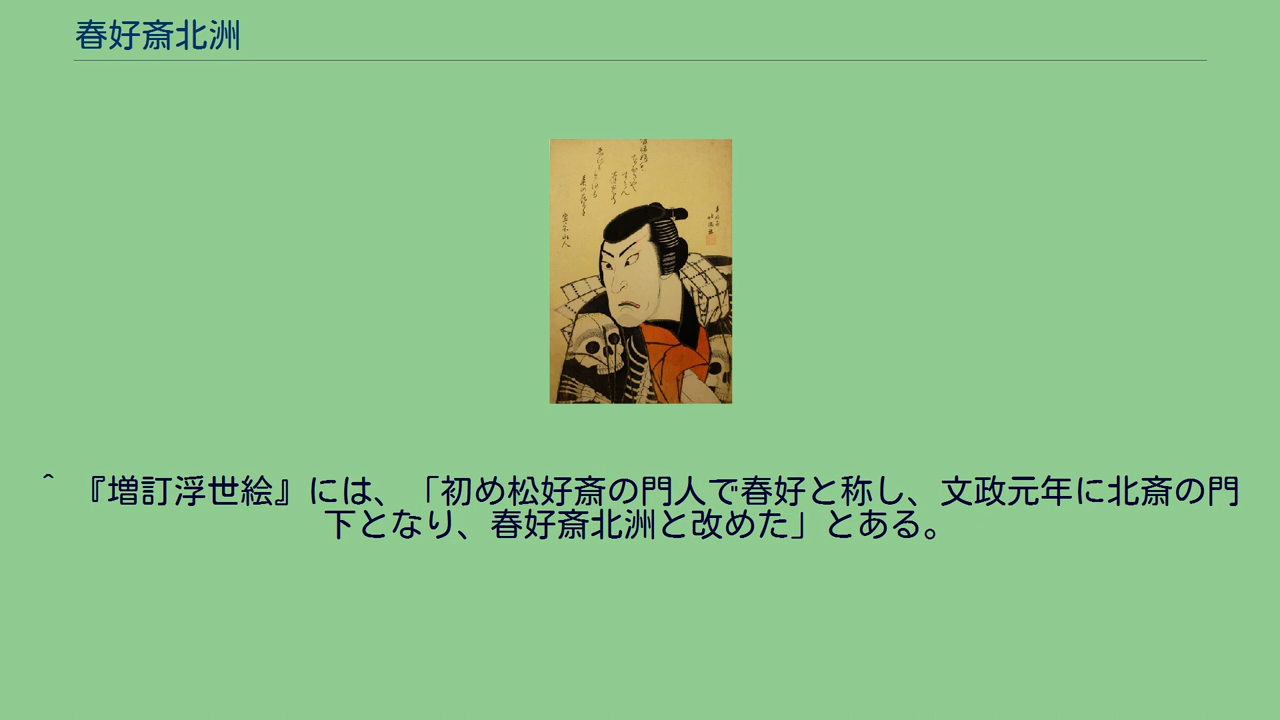 春好斎北洲
^ 『増訂浮世絵』には、「初め松好斎の門人で春好と称し、文政元年に北斎の門
下となり、春好斎北洲と改めた」とある。